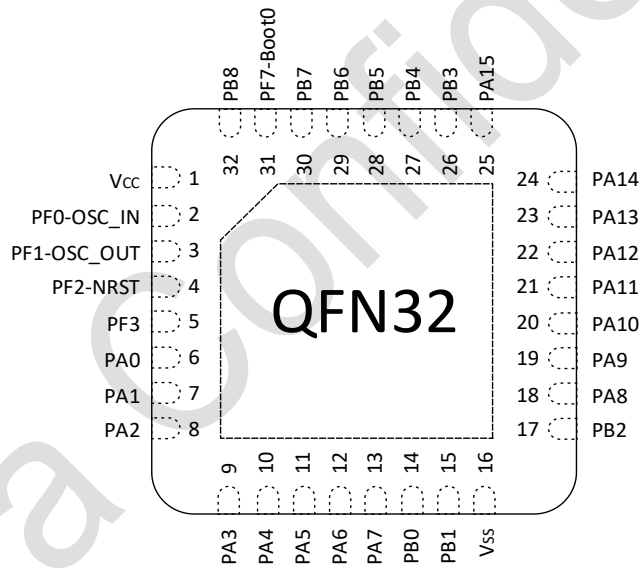 PB8
PF7-Boot0
PB7
PB6
PB5
PB4
PB3
PA15
32
31
30
29
28
27
26
25
Vcc 1
PF0-OSC_IN 2
PF1-OSC_OUT 3
PF2-NRST 4
PF3 5
PA0 6
PA1 7
PA2 8
QFN32
24 PA14
23 PA13
22 PA12
21 PA11
20 PA10
19 PA9
18 PA8
17 PB2
9
10
11
12
13
14
15
16
PA3
PA4
PA5
PA6
PA7
PB0
PB1
Vss
a Confide